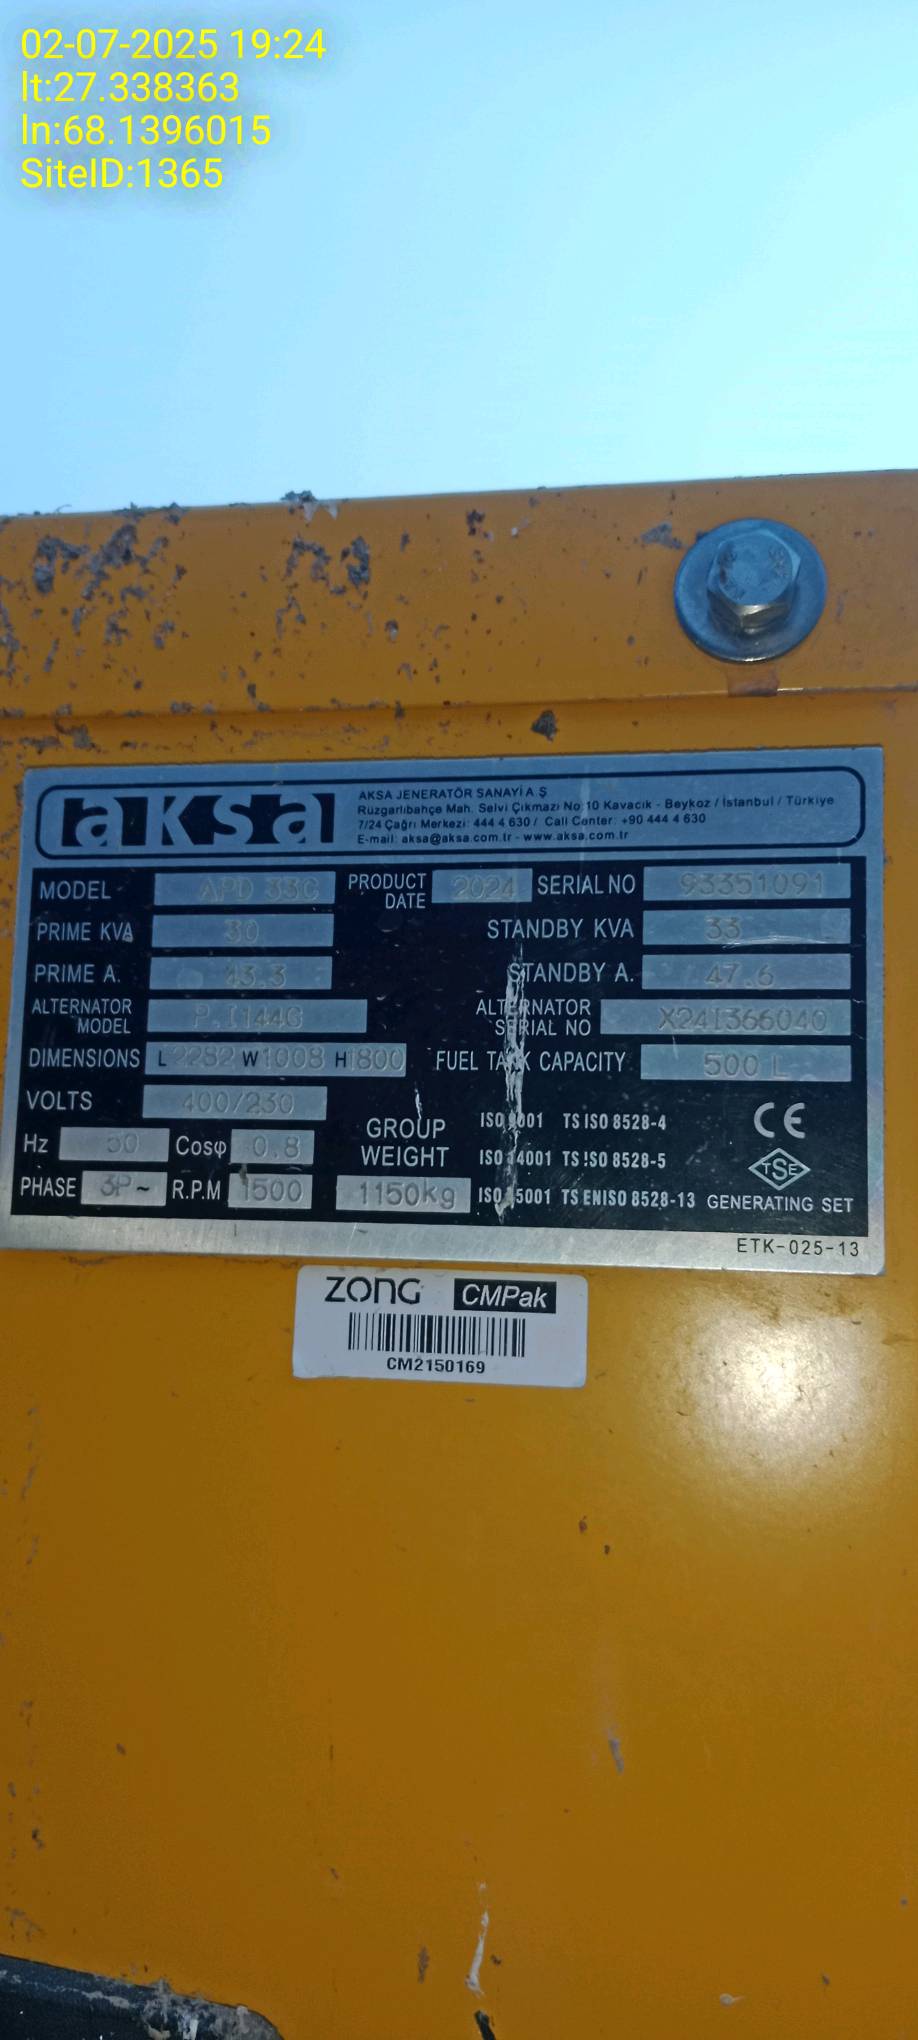 02-07-2025 19:24
lt:27.338363
ln:68.1396015
SiteID:1365
aksa
AKSA JENERATÖR SANAYİ A.Ş
Rüzgarlıbahçe Mah. Selvi Çıkmazı No:10 Kavacık - Beykoz / İstanbul / Türkiye
7/24 Çağrı Merkezi: 444 4 630 / Call Center: +90 444 4 630
E-mail: aksa@aksa.com.tr - www.aksa.com.tr
MODEL APD 33C PRODUCT DATE 2024 SERIAL NO 93351091
PRIME KVA 30 STANDBY KVA 33
PRIME A. 43.3 STANDBY A. 47.6
ALTERNATOR MODEL P.I144G ALTERNATOR SERIAL NO X24I366040
DIMENSIONS L 2282 W 1008 H 1800 FUEL TANK CAPACITY 500 L
VOLTS 400/230
Hz 50 Cosφ 0.8 GROUP WEIGHT 1150kg
PHASE 3P~ R.P.M 1500
ISO 9001 TS ISO 8528-4
ISO 14001 TS ISO 8528-5
ISO 45001 TS EN ISO 8528-13
CE
TSE
GENERATING SET
ETK-025-13
ZONG CMPak
CM2150169